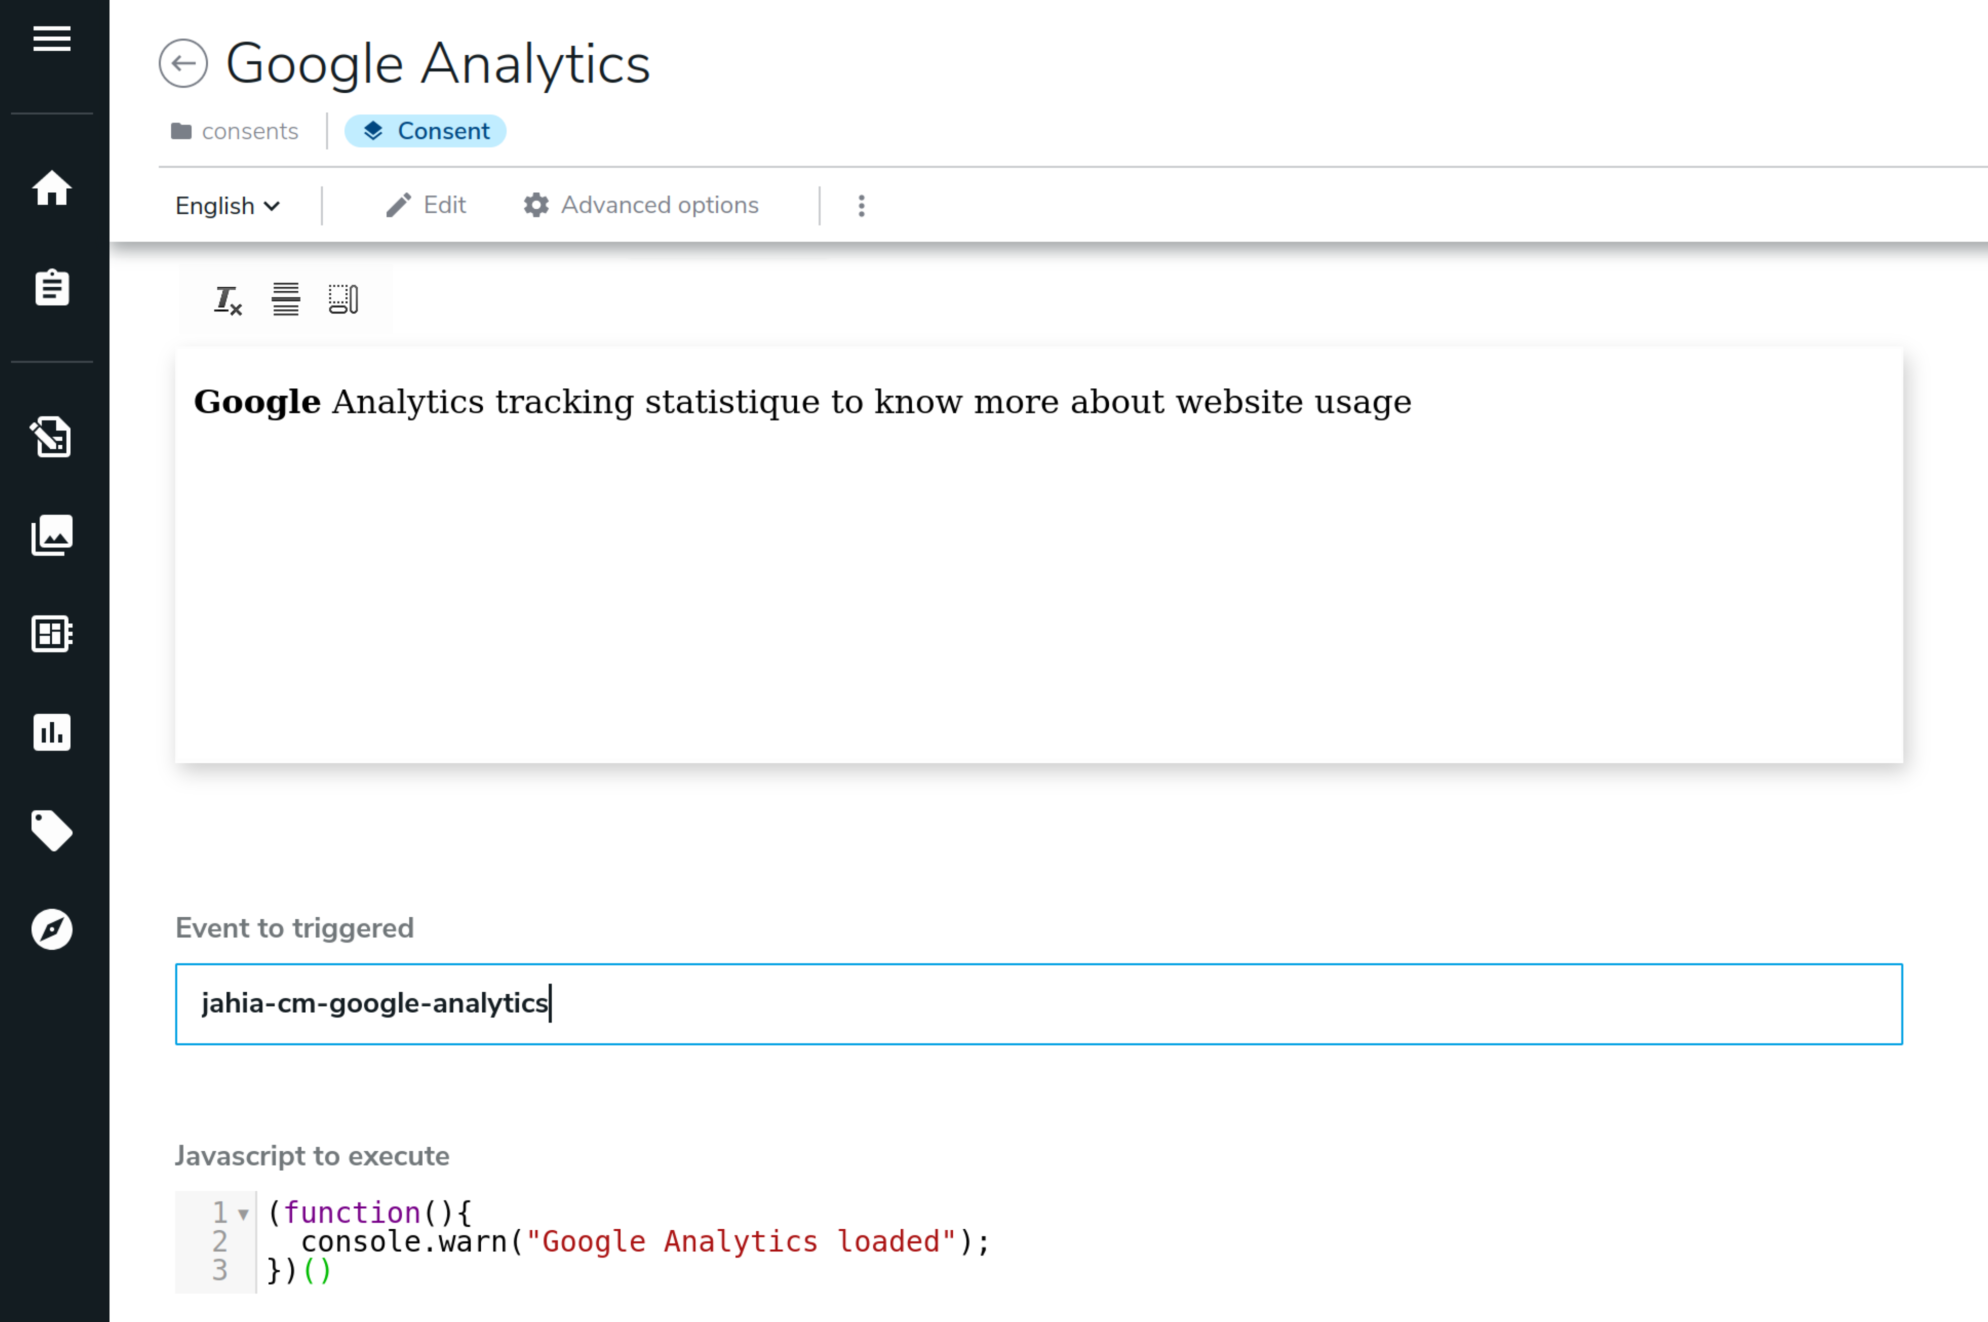 Google Analytics
consents Consent
English Edit Advanced options
Google Analytics tracking statistique to know more about website usage
Event to triggered
jahia-cm-google-analytics
Javascript to execute
1 (function(){
2 console.warn("Google Analytics loaded");
3 })()